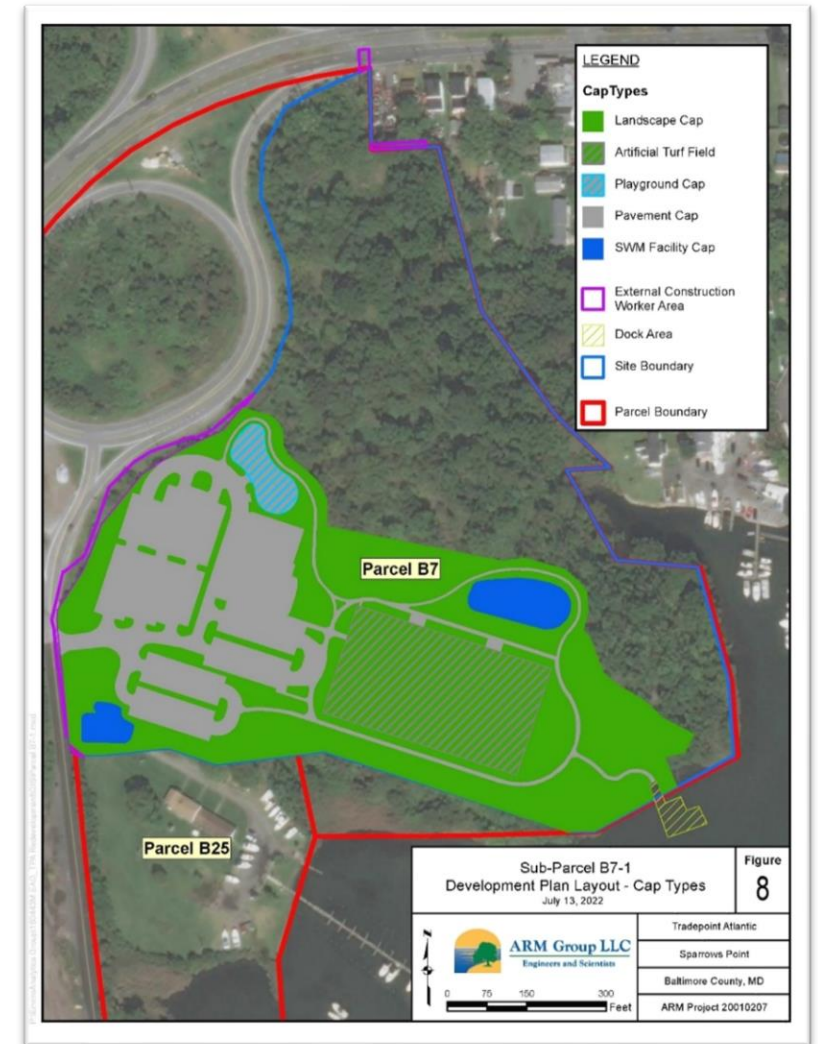 LEGEND
CapTypes
Landscape Cap
Artificial Turf Field
Playground Cap
Pavement Cap
SWM Facility Cap
External Construction
Worker Area
Dock Area
Site Boundary
Parcel Boundary
Parcel B7
Parcel B25
Sub-Parcel B7-1
Development Plan Layout - Cap Types
July 13, 2022
Figure
8
N
ARM Group LLC
Engineers and Scientists
0 75 150 300
Feet
Tradepoint Atlantic
Sparrows Point
Baltimore County, MD
ARM Project 20010207